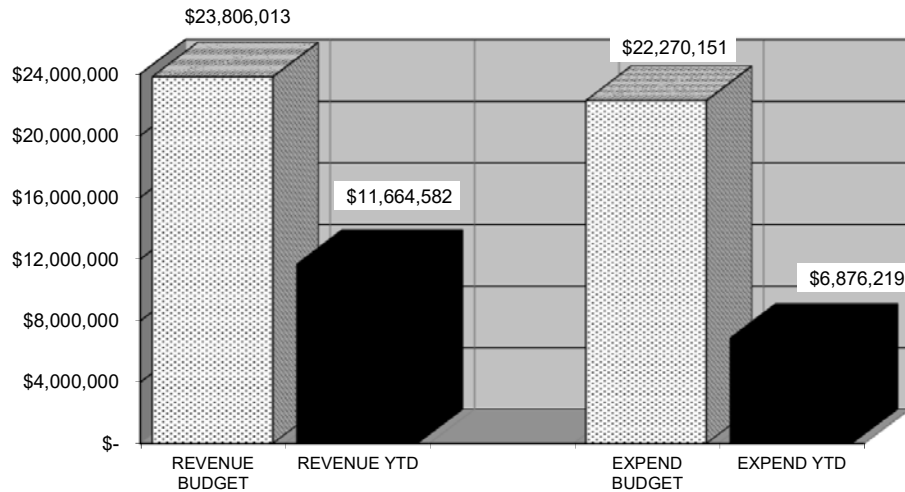 $23,806,013
$22,270,151
$24,000,000
$20,000,000
$16,000,000
$11,664,582
$12,000,000
$6,876,219
$8,000,000
$4,000,000
$-
REVENUE BUDGET
REVENUE YTD
EXPEND BUDGET
EXPEND YTD